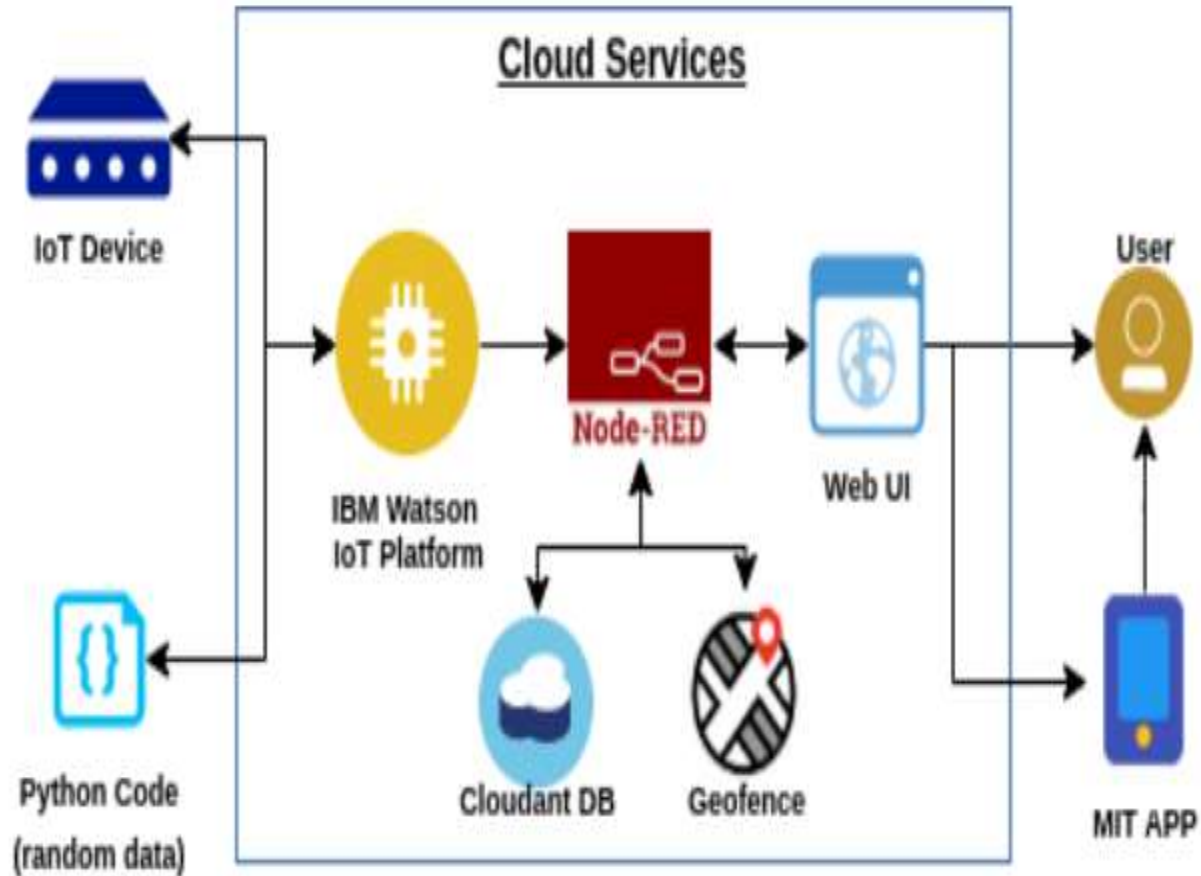 Cloud Services
IoT Device
User
Node-RED
Web UI
IBM Watson
IoT Platform
Python Code
(random data)
Cloudant DB
Geofence
MIT APP